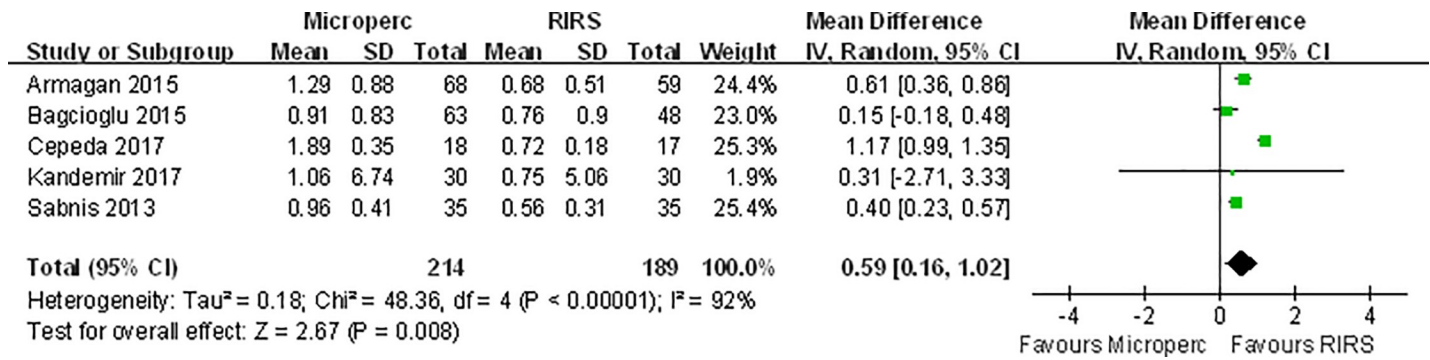 Microperc RIRS Mean Difference Mean Difference
Study or Subgroup Mean SD Total Mean SD Total Weight IV, Random, 95% CI IV, Random, 95% CI
Armagan 2015 1.29 0.88 68 0.68 0.51 59 24.4% 0.61 [0.36, 0.86]
Bagcioglu 2015 0.91 0.83 63 0.76 0.9 48 23.0% 0.15 [-0.18, 0.48]
Cepeda 2017 1.89 0.35 18 0.72 0.18 17 25.3% 1.17 [0.99, 1.35]
Kandemir 2017 1.06 6.74 30 0.75 5.06 30 1.9% 0.31 [-2.71, 3.33]
Sabnis 2013 0.96 0.41 35 0.56 0.31 35 25.4% 0.40 [0.23, 0.57]
Total (95% CI) 214 189 100.0% 0.59 [0.16, 1.02]
Heterogeneity: Tau² = 0.18; Chi² = 48.36, df = 4 (P < 0.00001); I² = 92%
Test for overall effect: Z = 2.67 (P = 0.008)
-4 -2 0 2 4
Favours Microperc Favours RIRS